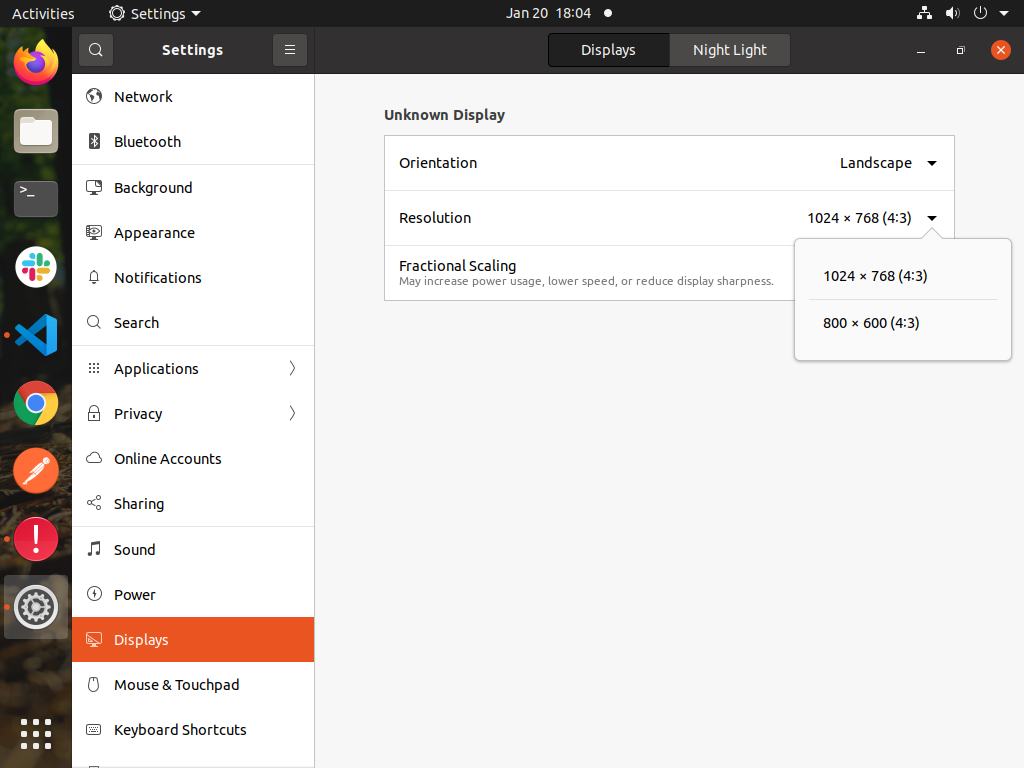 Activities
Settings
Jan 20 18:04
Settings
Displays
Night Light
Network
Bluetooth
Background
Appearance
Notifications
Search
Applications
Privacy
Online Accounts
Sharing
Sound
Power
Displays
Mouse & Touchpad
Keyboard Shortcuts
Unknown Display
Orientation
Landscape
Resolution
1024 × 768 (4:3)
Fractional Scaling
May increase power usage, lower speed, or reduce display sharpness.
1024 × 768 (4:3)
800 × 600 (4:3)